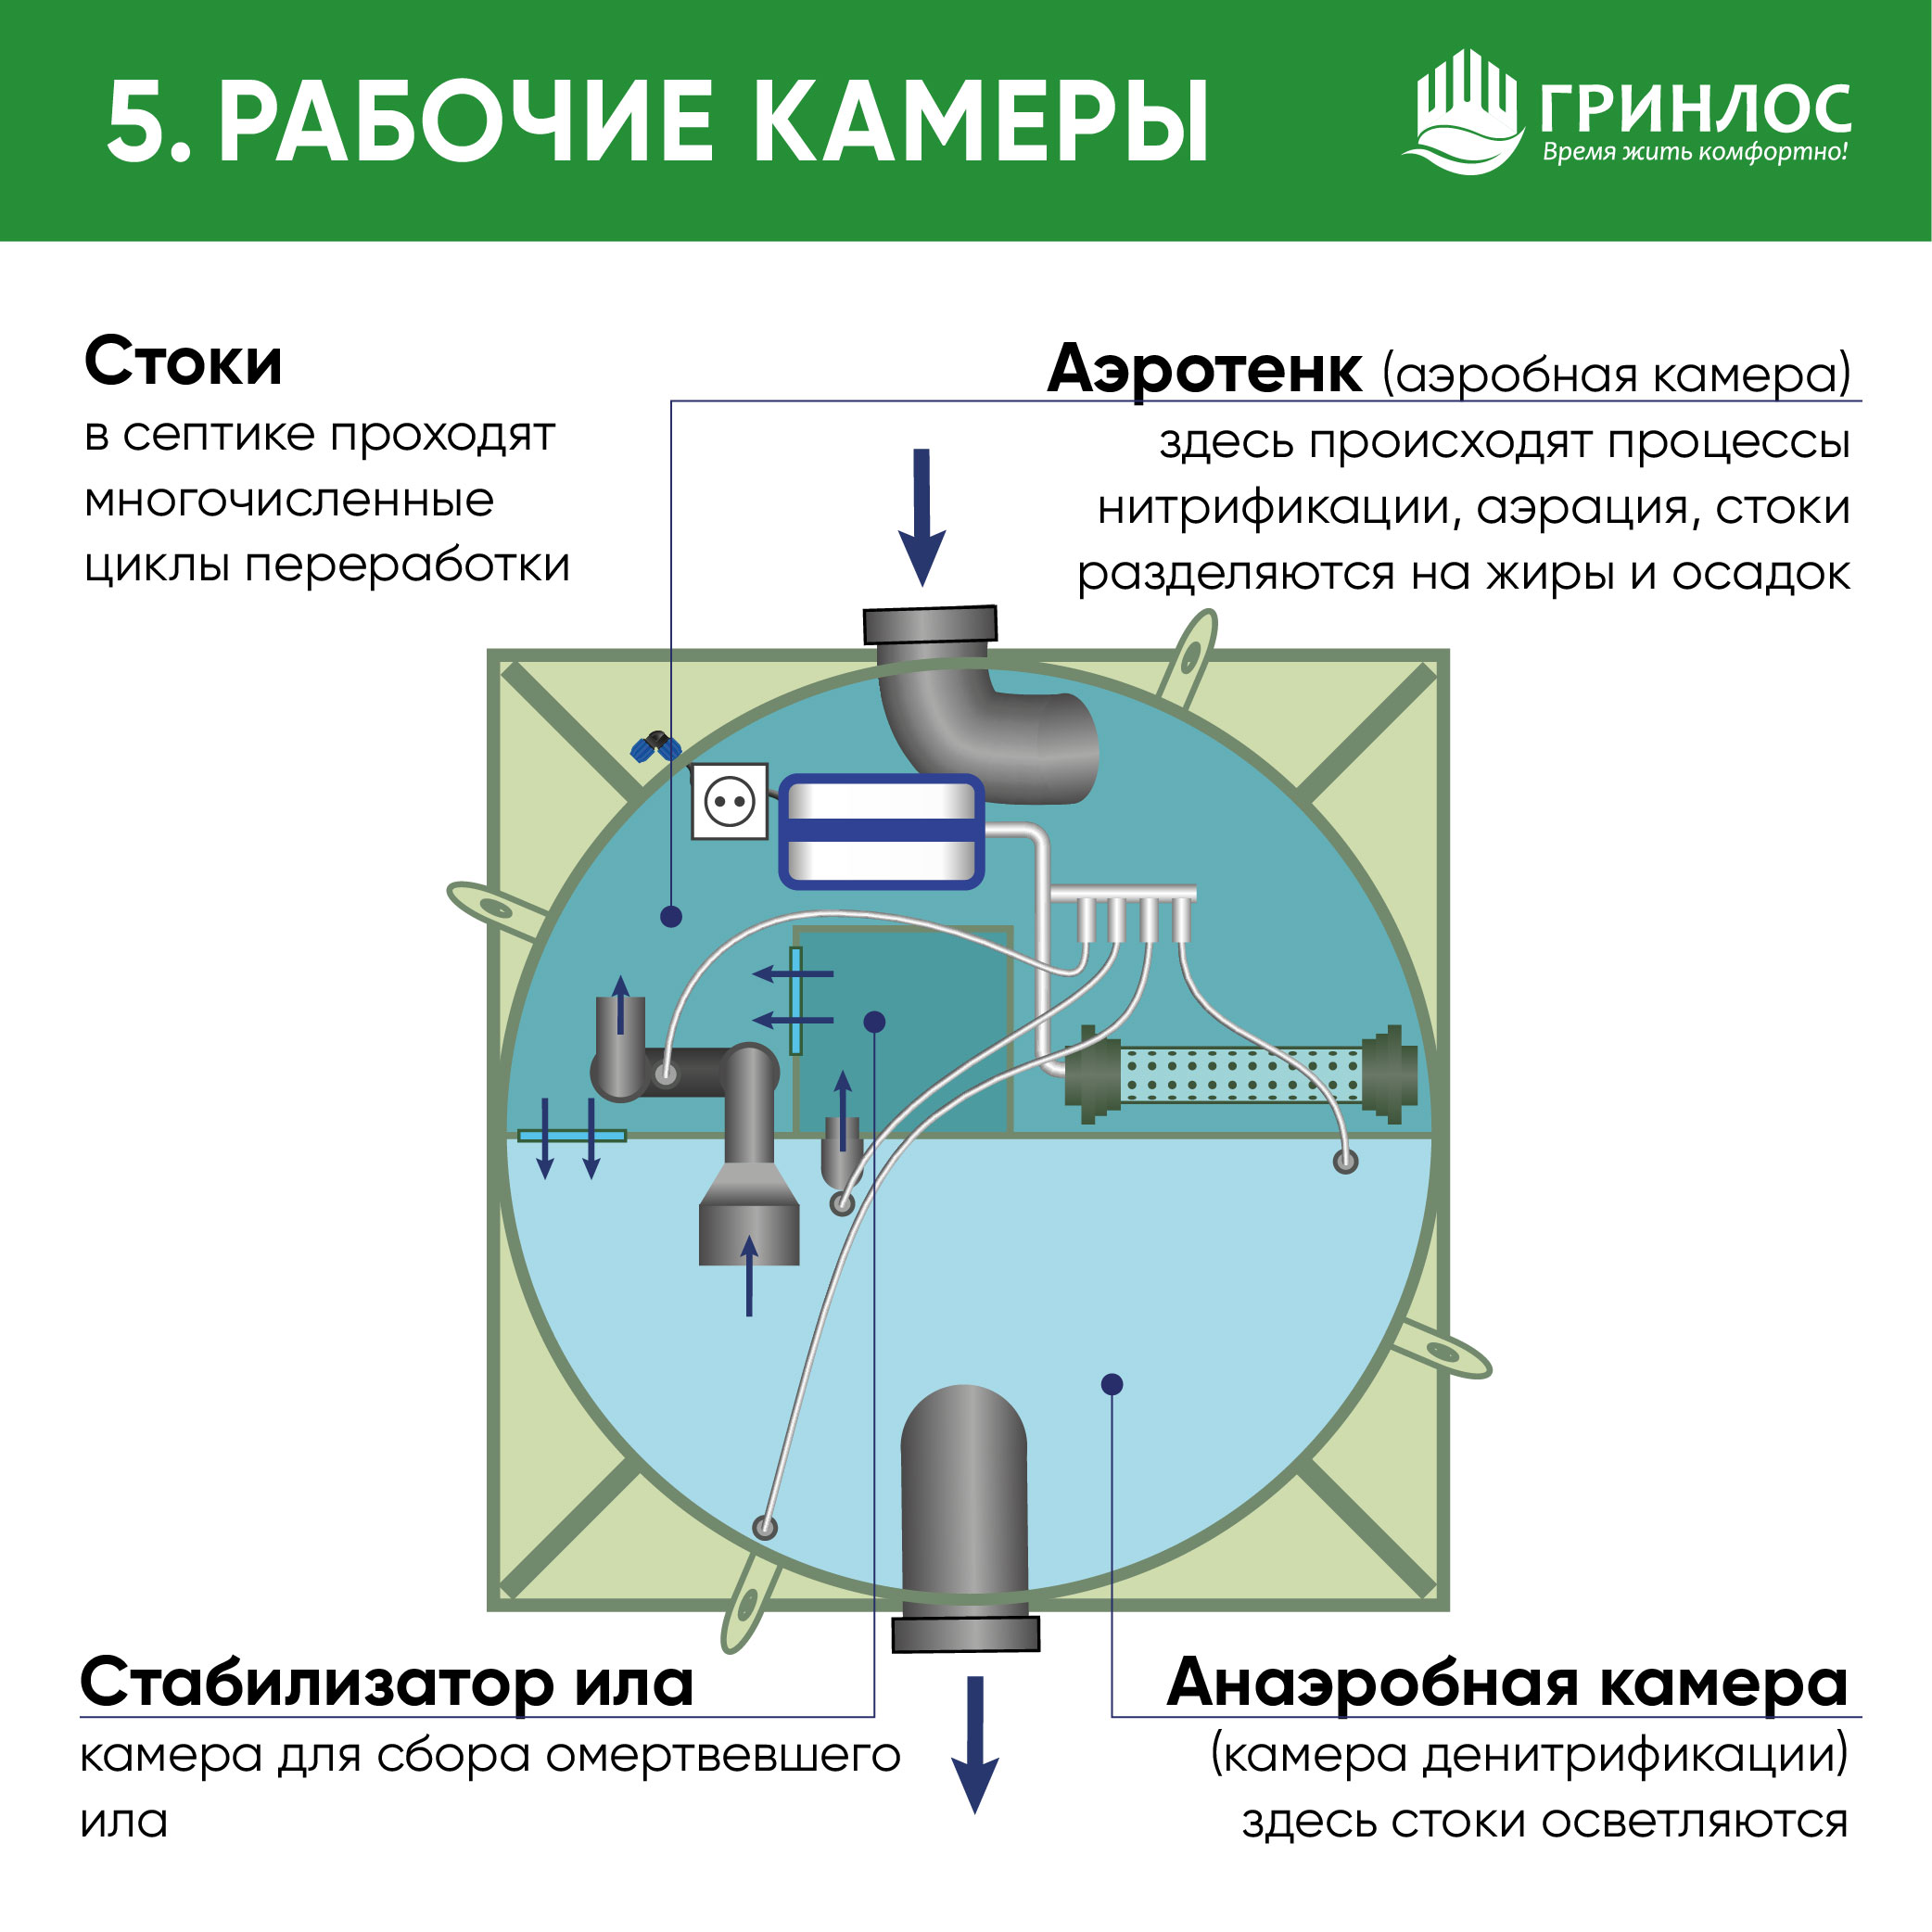 5. РАБОЧИЕ КАМЕРЫ
ГРИНЛОС
Время жить комфортно!
Стоки
в септике проходят
многочисленные
циклы переработки
Аэротенк (аэробная камера)
здесь происходят процессы
нитрификации, аэрация, стоки
разделяются на жиры и осадок
Стабилизатор ила
камера для сбора омертвевшего
ила
Анаэробная камера
(камера денитрификации)
здесь стоки осветляются